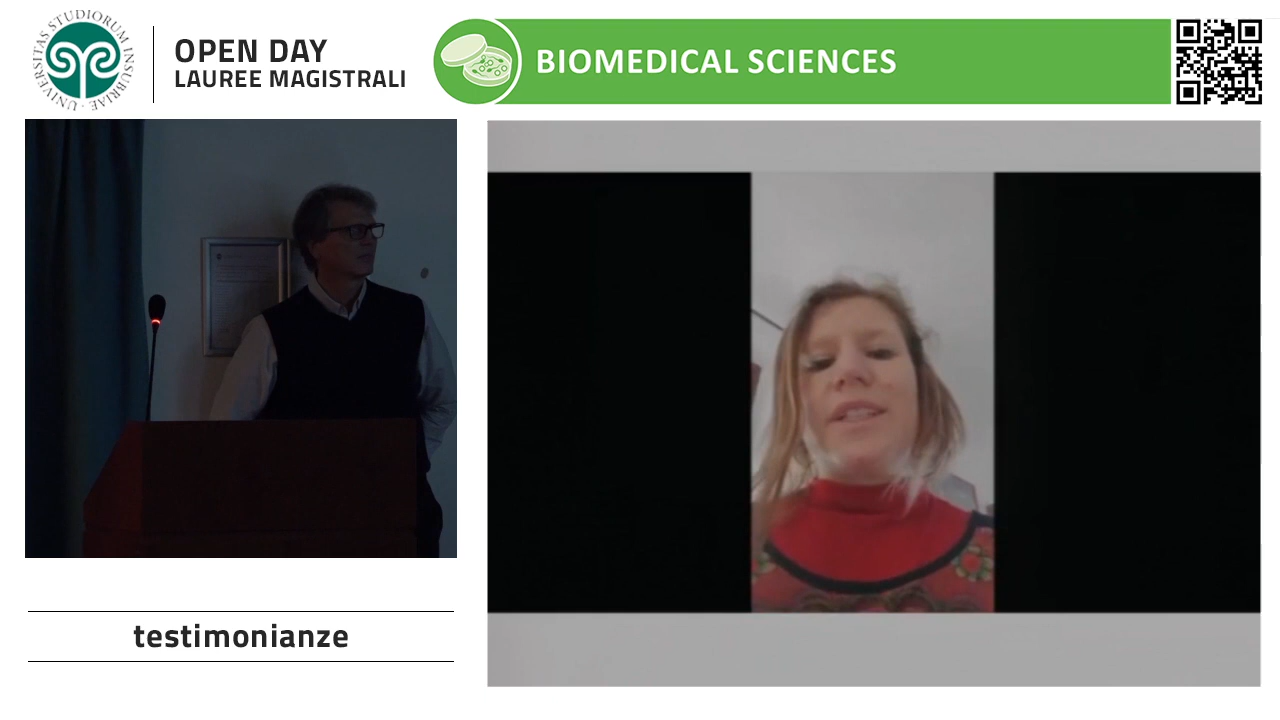 UNIVERSITAS STUDIORUM INSUBRIAE
OPEN DAY
LAUREE MAGISTRALI
BIOMEDICAL SCIENCES
testimonianze